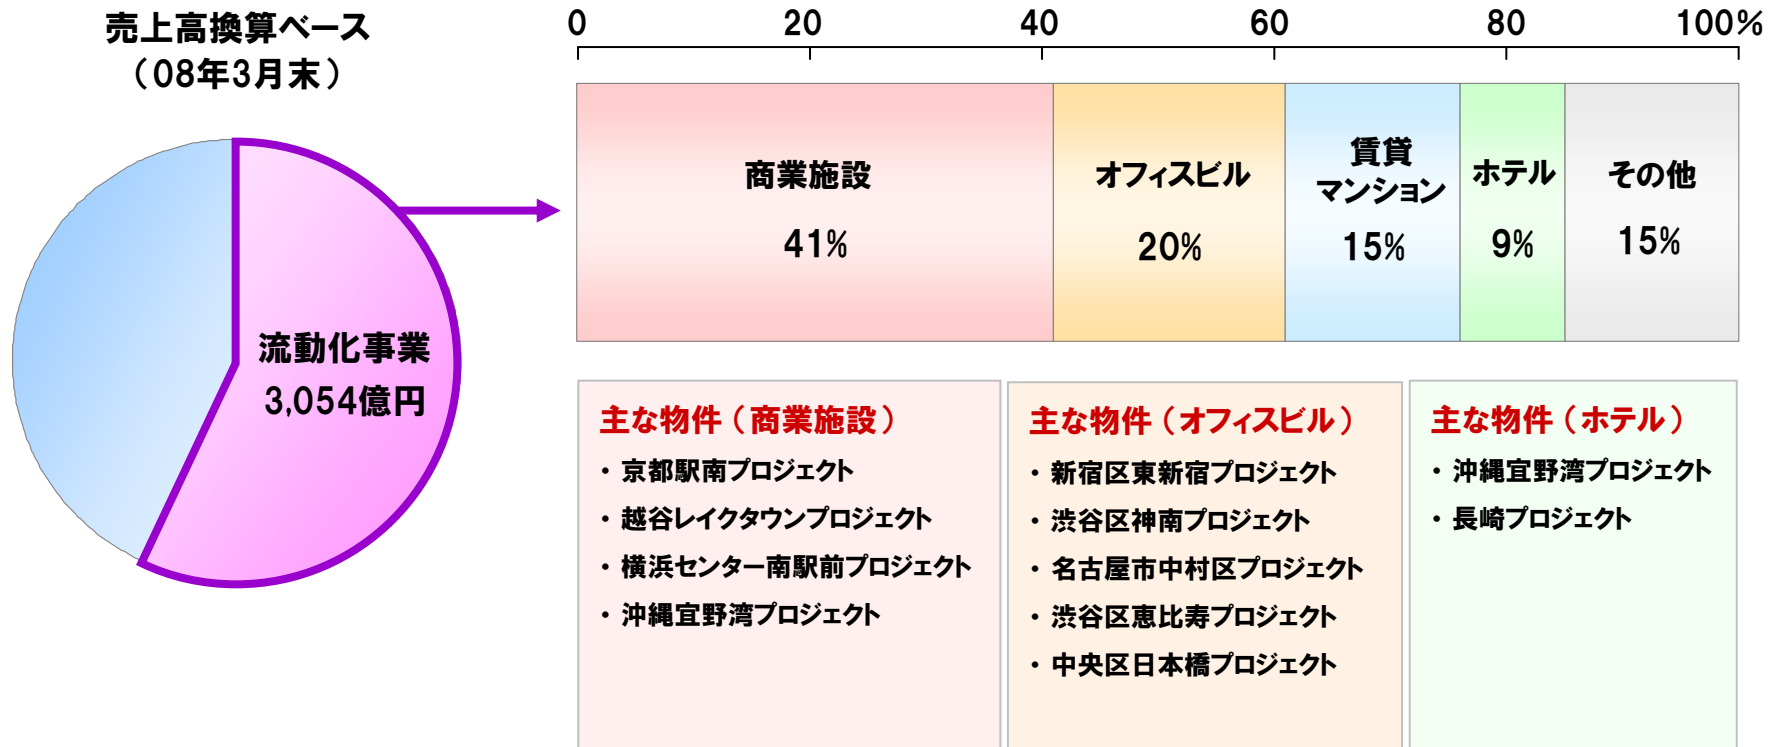 売上高換算ベース
（08年3月末）
0 20 40 60 80 100%
流動化事業
3,054億円
商業施設
41%
オフィスビル
20%
賃貸
マンション
15%
ホテル
9%
その他
15%
主な物件（商業施設）
・ 京都駅南プロジェクト
・ 越谷レイクタウンプロジェクト
・ 横浜センター南駅前プロジェクト
・ 沖縄宜野湾プロジェクト
主な物件（オフィスビル）
・ 新宿区東新宿プロジェクト
・ 渋谷区神南プロジェクト
・ 名古屋市中村区プロジェクト
・ 渋谷区恵比寿プロジェクト
・ 中央区日本橋プロジェクト
主な物件（ホテル）
・ 沖縄宜野湾プロジェクト
・ 長崎プロジェクト